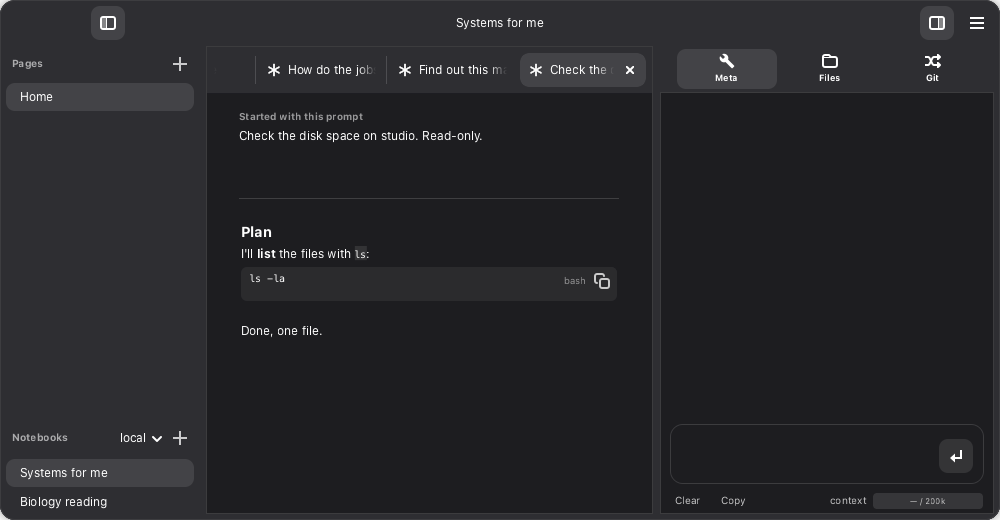 Systems for me
Pages
Home
How do the job
Find out this ma
Check the
Meta
Files
Git
Started with this prompt
Check the disk space on studio. Read-only.
Plan
I'll list the files with ls:
ls -la
bash
Done, one file.
Notebooks
local
Systems for me
Biology reading
Clear
Copy
context
— / 200k